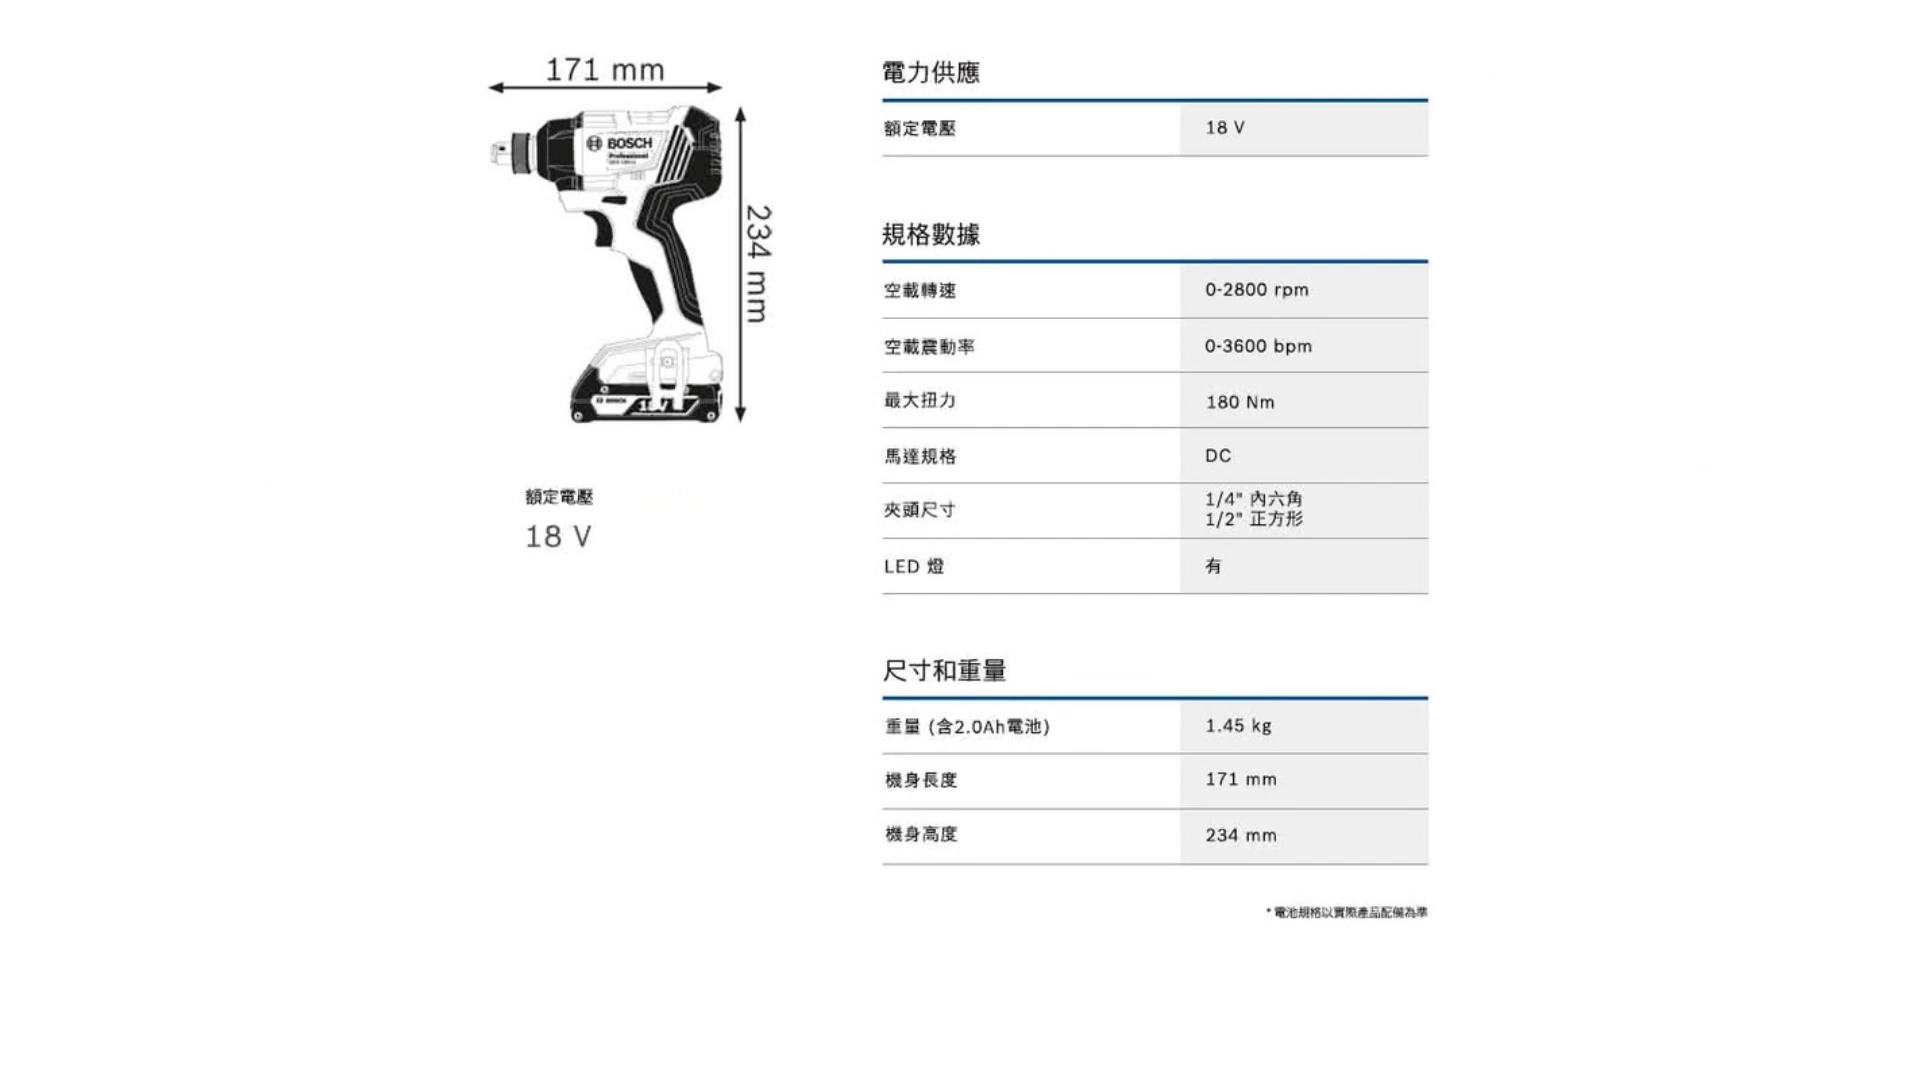 171 mm
234 mm
BOSCH
Professional
BOSCH
18V
額定電壓
18 V
電力供應
額定電壓 18 V
規格數據
空載轉速 0-2800 rpm
空載震動率 0-3600 bpm
最大扭力 180 Nm
馬達規格 DC
夾頭尺寸 1/4" 內六角
1/2" 正方形
LED 燈 有
尺寸和重量
重量 (含2.0Ah電池) 1.45 kg
機身長度 171 mm
機身高度 234 mm
* 電池規格以實際產品配備為準